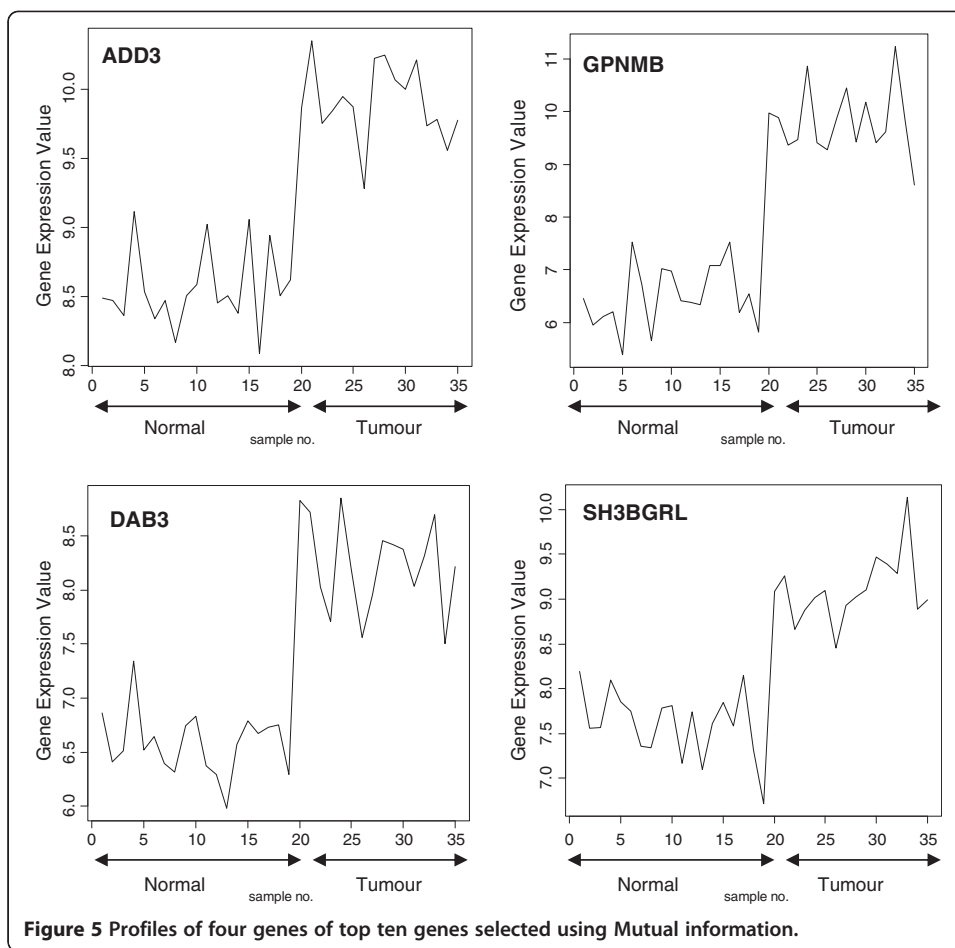 ADD3
Gene Expression Value
8.0 8.5 9.0 9.5 10.0
0 5 10 15 20 25 30 35
Normal Tumour
sample no.
GPNMB
Gene Expression Value
6 7 8 9 10 11
0 5 10 15 20 25 30 35
Normal Tumour
sample no.
DAB3
Gene Expression Value
6.0 6.5 7.0 7.5 8.0 8.5
0 5 10 15 20 25 30 35
Normal Tumour
sample no.
SH3BGRL
Gene Expression Value
7.0 7.5 8.0 9.0 9.5 10.0
0 5 10 15 20 25 30 35
Normal Tumour
sample no.
Figure 5 Profiles of four genes of top ten genes selected using Mutual information.